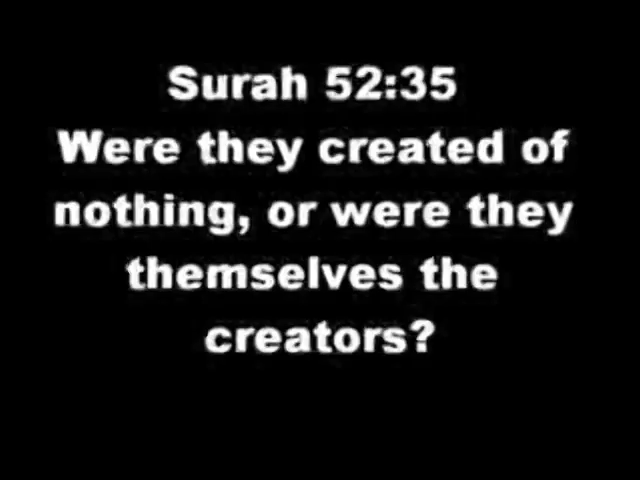 Surah 52:35
Were they created of
nothing, or were they
themselves the
creators?